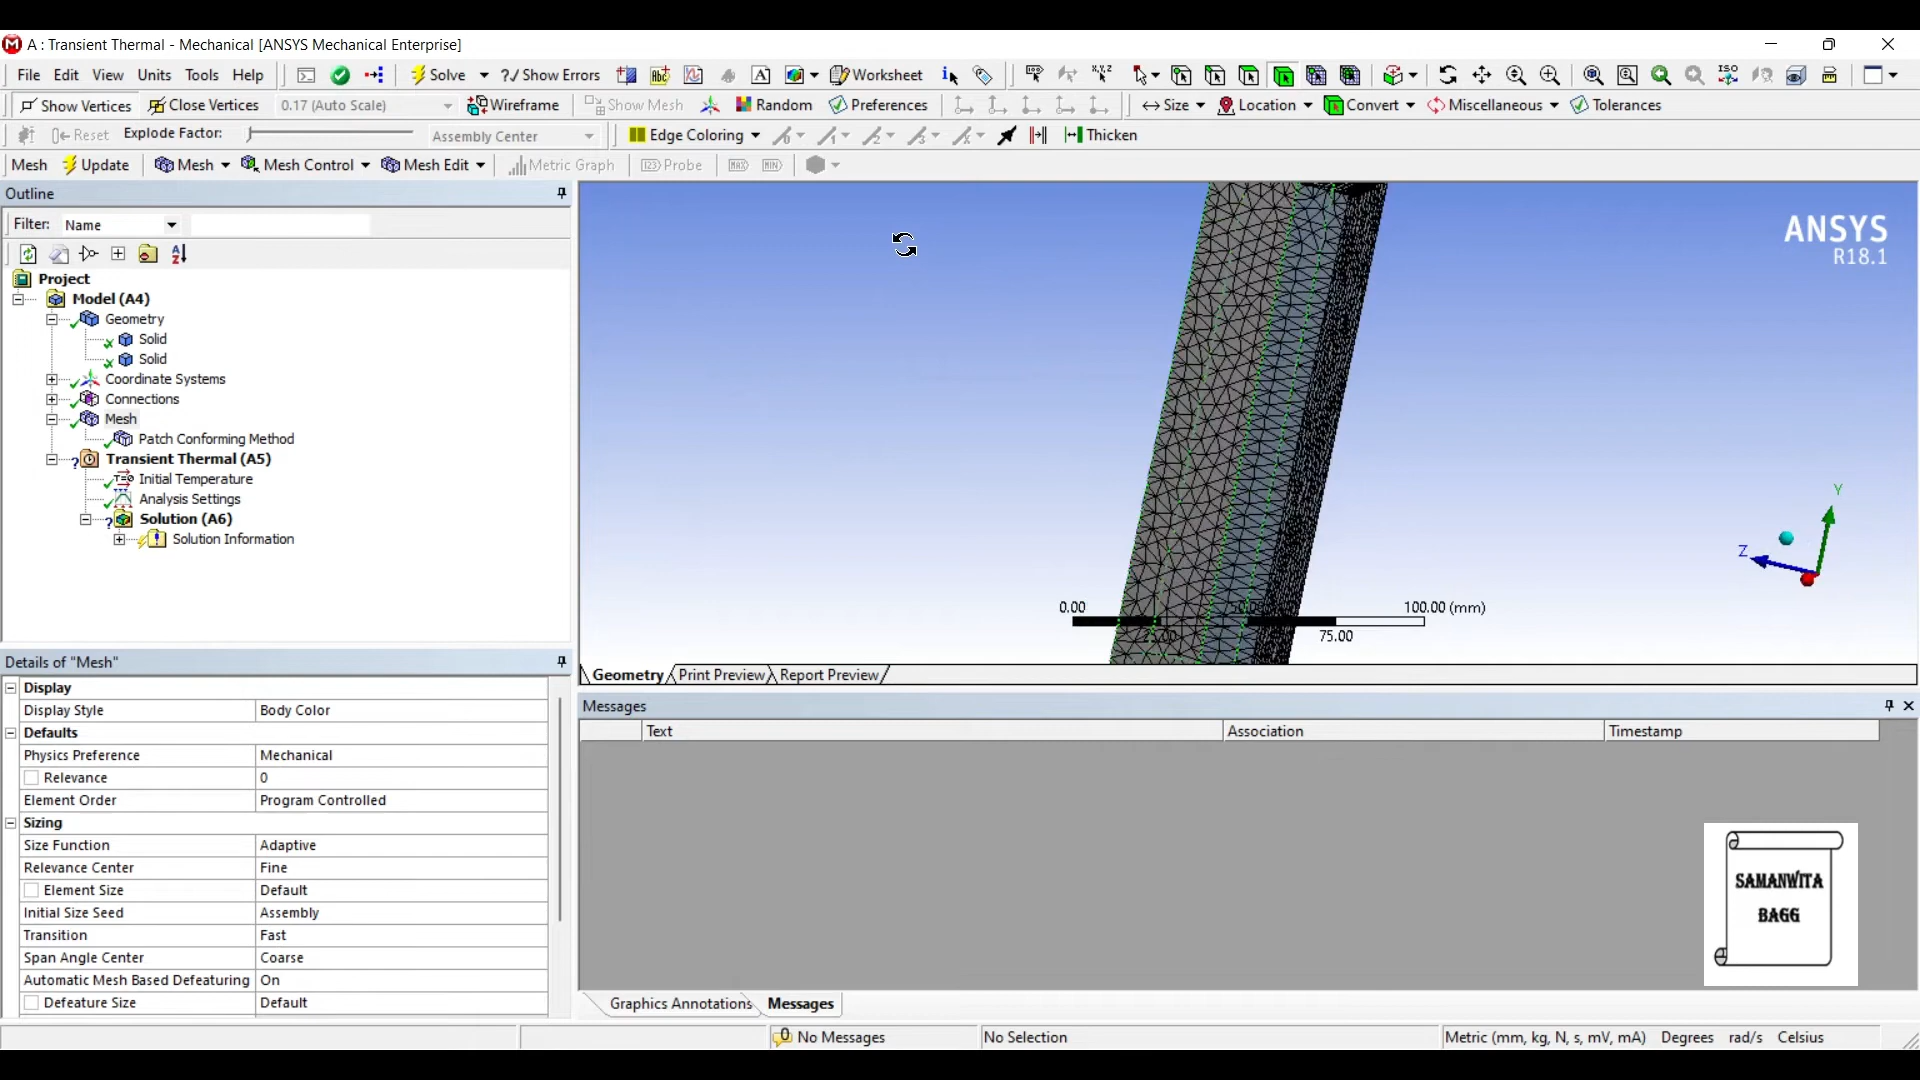 A : Transient Thermal - Mechanical [ANSYS Mechanical Enterprise]
File Edit View Units Tools Help Solve ?/ Show Errors Worksheet
Show Vertices Close Vertices 0.17 (Auto Scale) Wireframe Show Mesh Random Preferences Size Location Convert Miscellaneous Tolerances
Reset Explode Factor: Assembly Center Edge Coloring Thicken
Mesh Update Mesh Mesh Control Mesh Edit Metric Graph Probe MAX MIN
Outline
Filter: Name
Project
Model (A4)
Geometry
Solid
Solid
Coordinate Systems
Connections
Mesh
Patch Conforming Method
Transient Thermal (A5)
Initial Temperature
Analysis Settings
Solution (A6)
Solution Information
ANSYS
R18.1
Y
Z
0.00 100.00 (mm)
75.00
Geometry Print Preview Report Preview
Details of "Mesh"
Display
Display Style Body Color
Defaults
Physics Preference Mechanical
Relevance 0
Element Order Program Controlled
Sizing
Size Function Adaptive
Relevance Center Fine
Element Size Default
Initial Size Seed Assembly
Transition Fast
Span Angle Center Coarse
Automatic Mesh Based Defeaturing On
Defeature Size Default
Messages
Text Association Timestamp
SAMANWITA
BAGG
Graphics Annotations Messages
No Messages No Selection Metric (mm, kg, N, s, mV, mA) Degrees rad/s Celsius